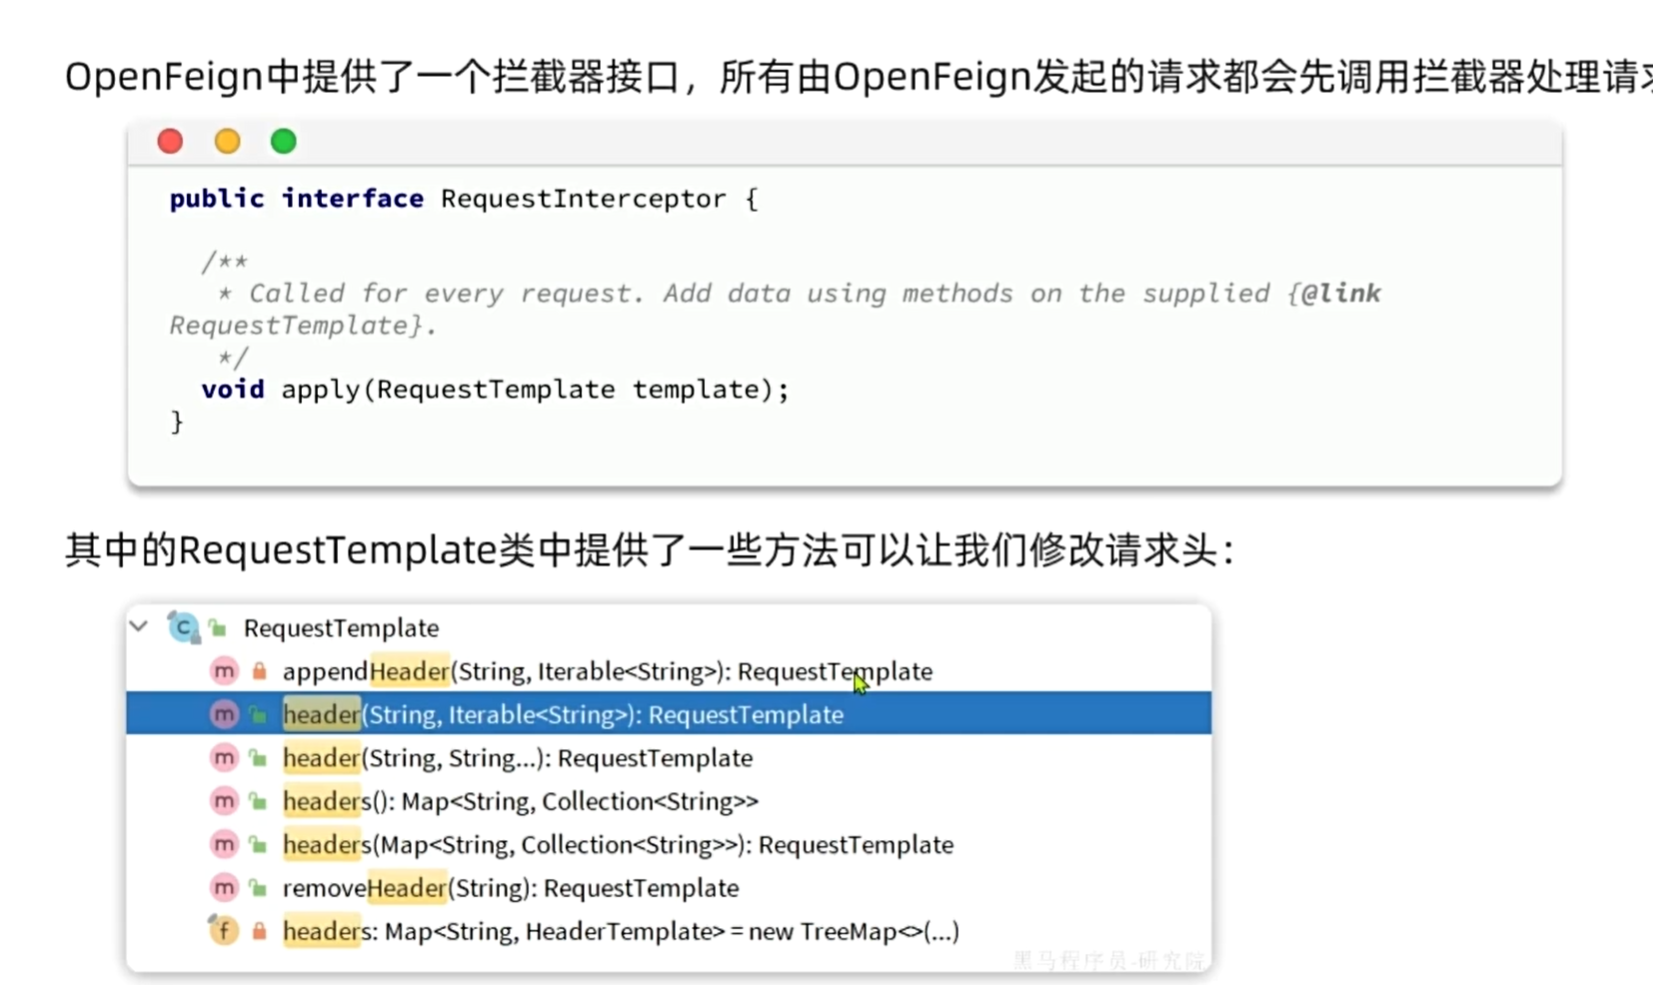 OpenFeign中提供了一个拦截器接口，所有由OpenFeign发起的请求都会先调用拦截器处理请求
public interface RequestInterceptor {
/**
* Called for every request. Add data using methods on the supplied {@link
RequestTemplate}.
*/
void apply(RequestTemplate template);
}
其中的RequestTemplate类中提供了一些方法可以让我们修改请求头：
RequestTemplate
appendHeader(String, Iterable<String>): RequestTemplate
header(String, Iterable<String>): RequestTemplate
header(String, String...): RequestTemplate
headers(): Map<String, Collection<String>>
headers(Map<String, Collection<String>>): RequestTemplate
removeHeader(String): RequestTemplate
headers: Map<String, HeaderTemplate> = new TreeMap<>(...)
黑马程序员-研究院